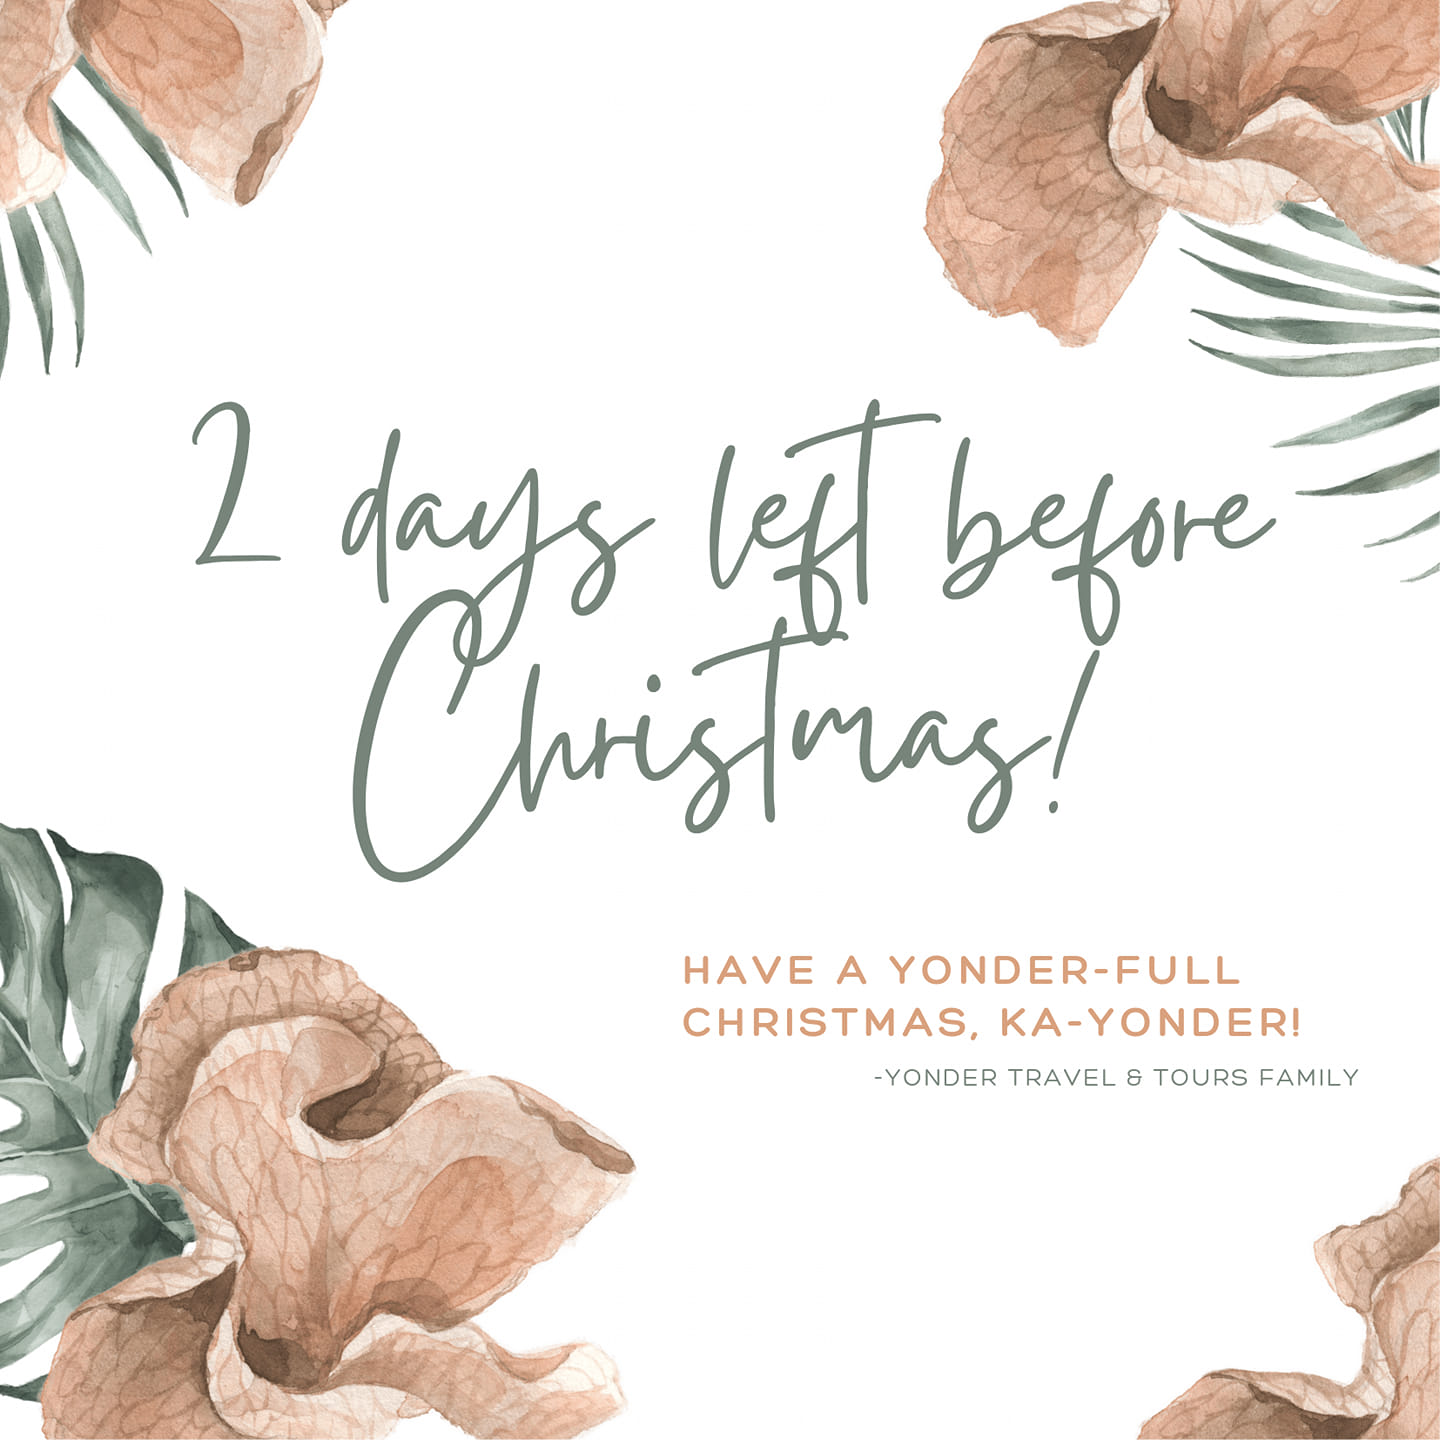 2 days left before
Christmas!
HAVE A YONDER-FULL
CHRISTMAS, KA-YONDER!
-YONDER TRAVEL & TOURS FAMILY